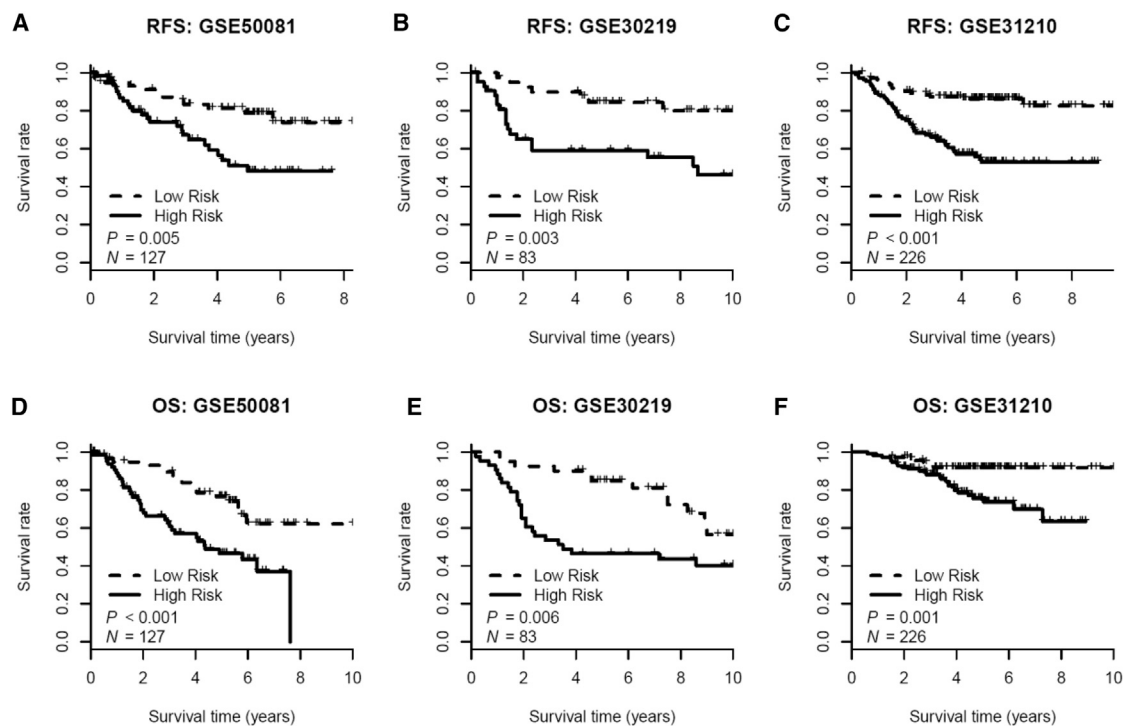 A
RFS: GSE50081
Survival rate
1.0
0.8
0.6
0.4
0.2
0.0
Low Risk
High Risk
P = 0.005
N = 127
0 2 4 6 8
Survival time (years)
B
RFS: GSE30219
Survival rate
1.0
0.8
0.6
0.4
0.2
0.0
Low Risk
High Risk
P = 0.003
N = 83
0 2 4 6 8 10
Survival time (years)
C
RFS: GSE31210
Survival rate
1.0
0.8
0.6
0.4
0.2
0.0
Low Risk
High Risk
P < 0.001
N = 226
0 2 4 6 8
Survival time (years)
D
OS: GSE50081
Survival rate
1.0
0.8
0.6
0.4
0.2
0.0
Low Risk
High Risk
P < 0.001
N = 127
0 2 4 6 8 10
Survival time (years)
E
OS: GSE30219
Survival rate
1.0
0.8
0.6
0.4
0.2
0.0
Low Risk
High Risk
P = 0.006
N = 83
0 2 4 6 8 10
Survival time (years)
F
OS: GSE31210
Survival rate
1.0
0.8
0.6
0.4
0.2
0.0
Low Risk
High Risk
P = 0.001
N = 226
0 2 4 6 8 10
Survival time (years)